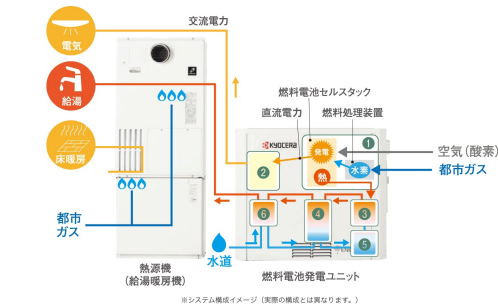 交流電力
電気
給湯
床暖房
都市
ガス
熱源機
(給湯暖房機)
燃料電池セルスタック
直流電力
燃料処理装置
KYOCERA
発電
1
水素
熱
2
空気(酸素)
都市ガス
6
4
3
5
水道
燃料電池発電ユニット
※システム構成イメージ(実際の構成とは異なります。)